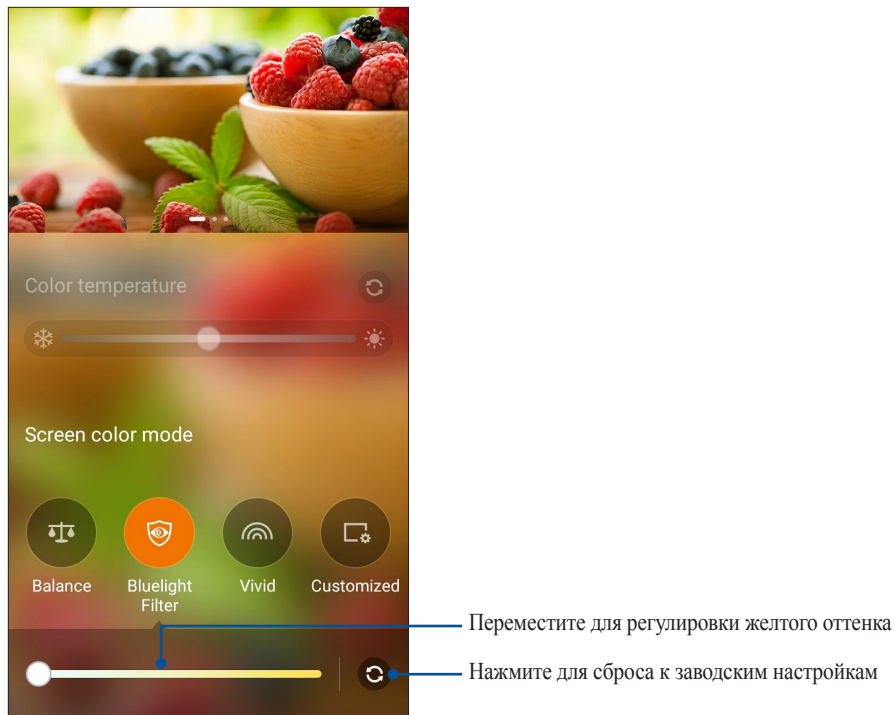 Color temperature
Screen color mode
Balance
Bluelight
Filter
Vivid
Customized
Переместите для регулировки желтого оттенка
Нажмите для сброса к заводским настройкам